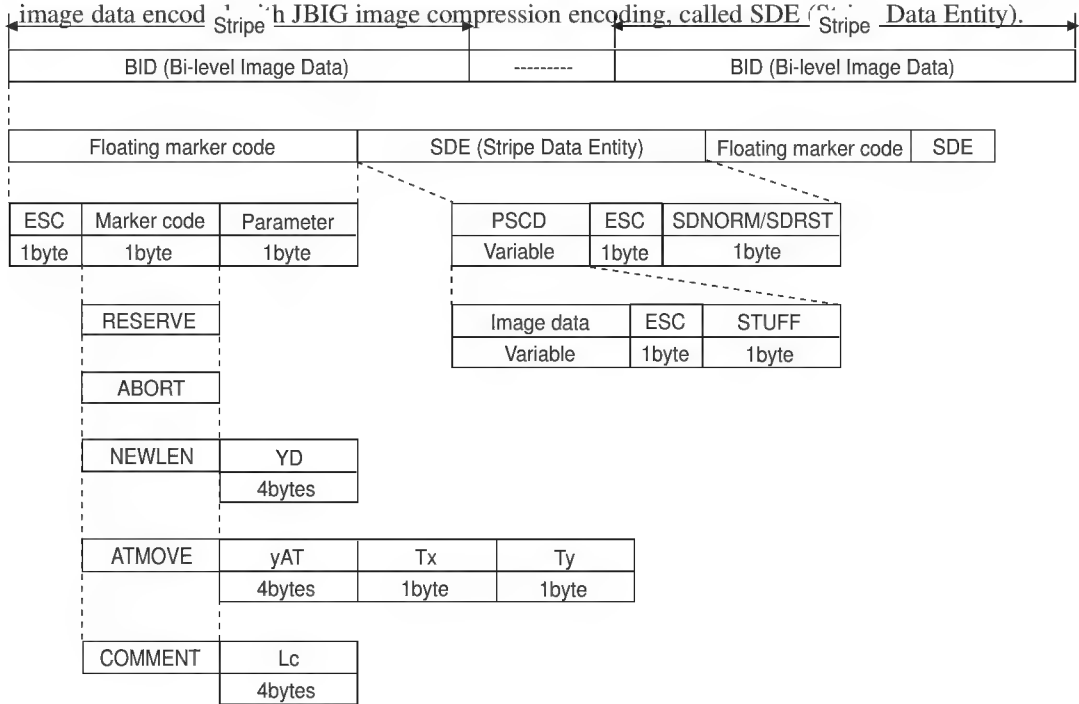 image data encod h JBIG image compression encoding, called SDE ( Data Entity).
Stripe Stripe
BID (Bi-level Image Data) --------- BID (Bi-level Image Data)
Floating marker code SDE (Stripe Data Entity) Floating marker code SDE
ESC Marker code Parameter PSCD ESC SDNORM/SDRST
1byte 1byte 1byte Variable 1byte 1byte
RESERVE Image data ESC STUFF
Variable 1byte 1byte
ABORT
NEWLEN YD
4bytes
ATMOVE yAT Tx Ty
4bytes 1byte 1byte
COMMENT Lc
4bytes